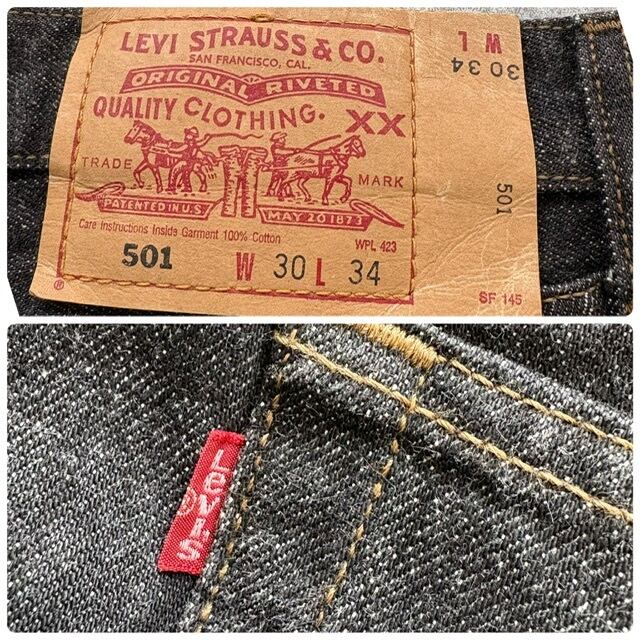 LEVI STRAUSS & CO.
SAN FRANCISCO, CAL.
ORIGINAL RIVETED
QUALITY CLOTHING. XX
TRADE MARK
PATENTED IN U.S MAY 20 1873
Care Instructions Inside Garment 100% Cotton
WPL 423
501 W 30 L 34
®
W L
30 34
501
SF 145
LeVi's
®